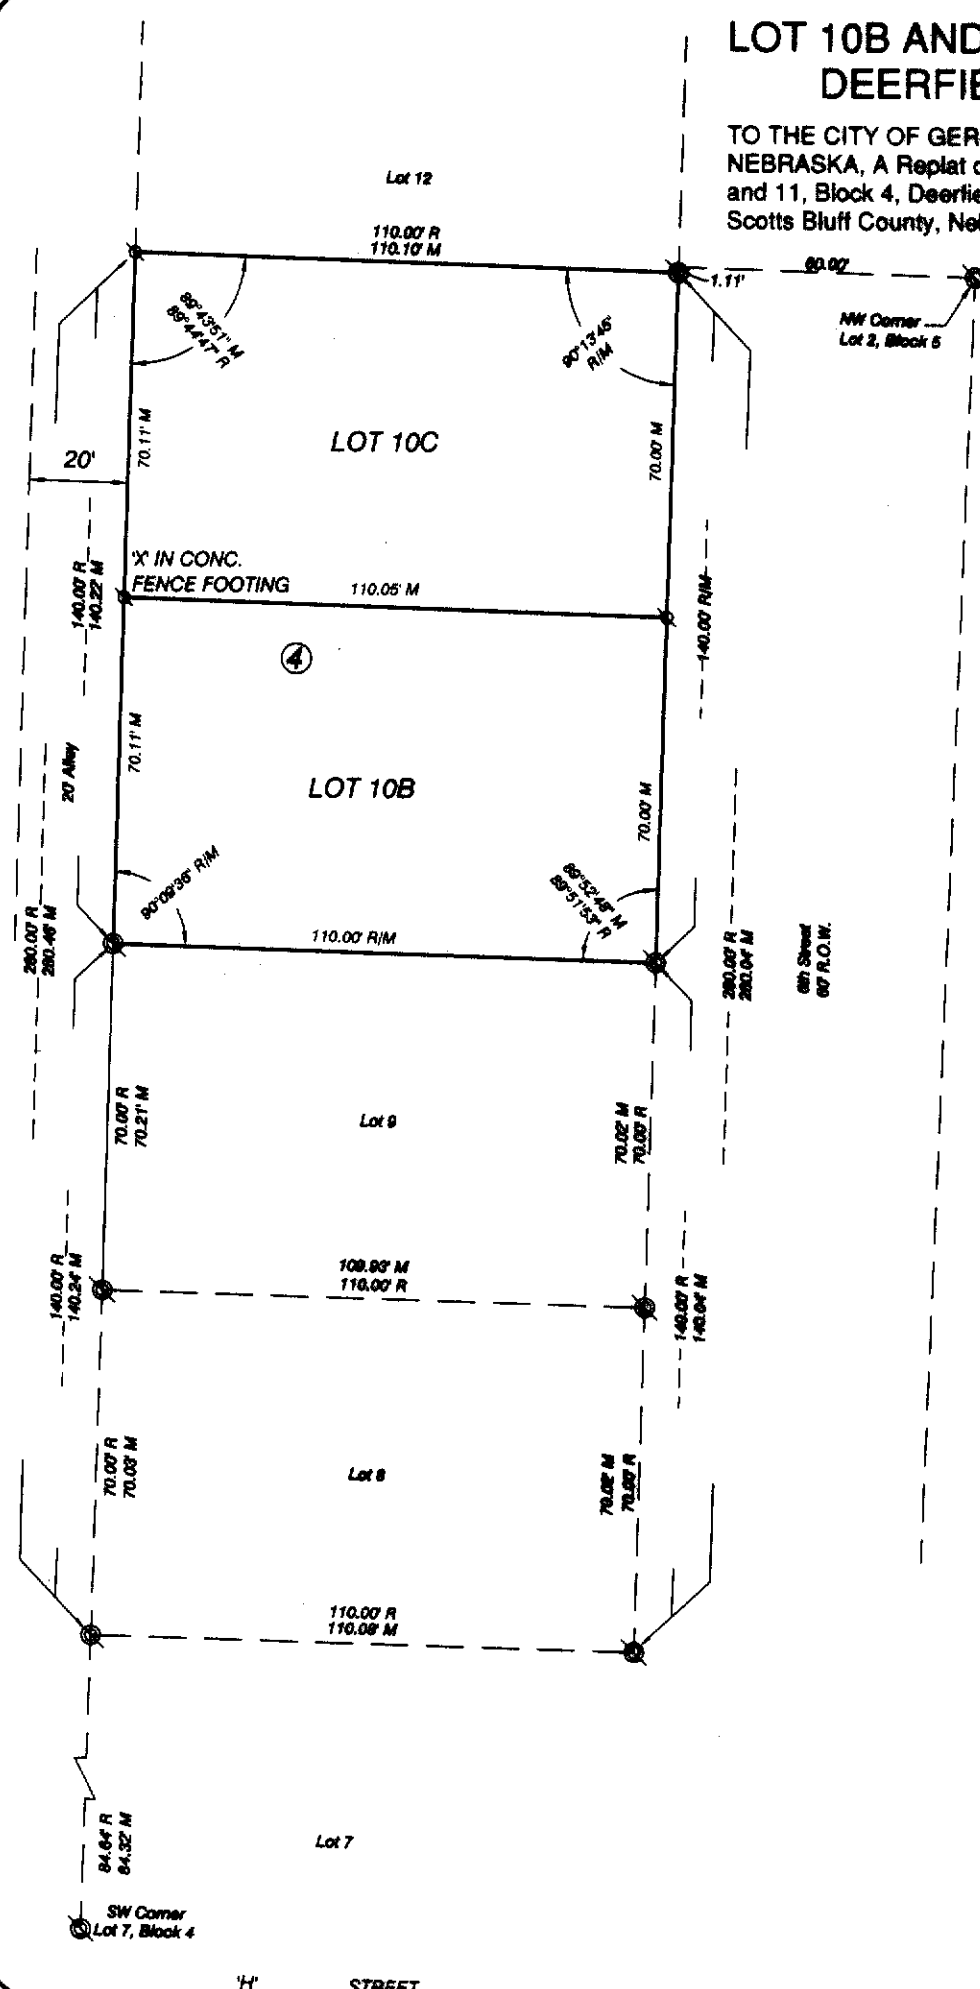 LOT 10B AND
DEERFIE
TO THE CITY OF GER
NEBRASKA, A Replat o
and 11, Block 4, Deerfie
Scotts Bluff County, Ne
Lot 12
110.00' R
110.10' M
60.00'
1.11'
NW Corner
Lot 2, Block 5
89°43'51" M
89°44'47" R
90°13'45"
R/M
70.11' M
LOT 10C
70.00' M
20'
'X' IN CONC.
FENCE FOOTING
110.05' M
140.00' R
140.22' M
140.00' R/M
4
70.11' M
20' Alley
LOT 10B
70.00' M
90°09'36" R/M
89°52'48" M
89°51'53" R
110.00' R/M
280.00' R
280.46' M
280.00' R
280.04' M
6th Street
60' R.O.W.
70.00' R
70.21' M
Lot 9
70.02' M
70.00' R
109.93' M
110.00' R
140.00' R
140.24' M
140.00' R
140.04' M
70.00' R
70.03' M
Lot 8
70.02' M
70.00' R
110.00' R
110.08' M
84.64' R
84.32' M
Lot 7
SW Corner
Lot 7, Block 4
'H' STREET